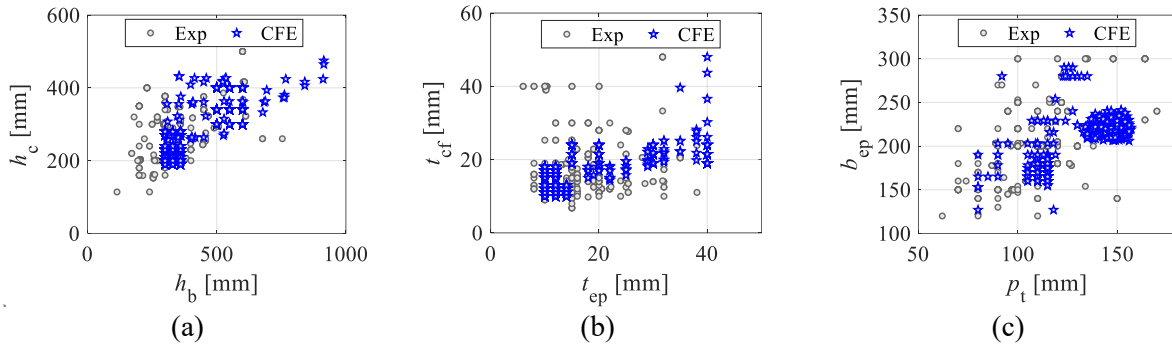 600
400
200
0
Exp CFE
h_c [mm]
0 500 1000
h_b [mm]
(a)
60
40
20
0
Exp CFE
t_cf [mm]
0 20 40
t_ep [mm]
(b)
350
300
250
200
150
100
Exp CFE
b_ep [mm]
50 100 150
p_t [mm]
(c)